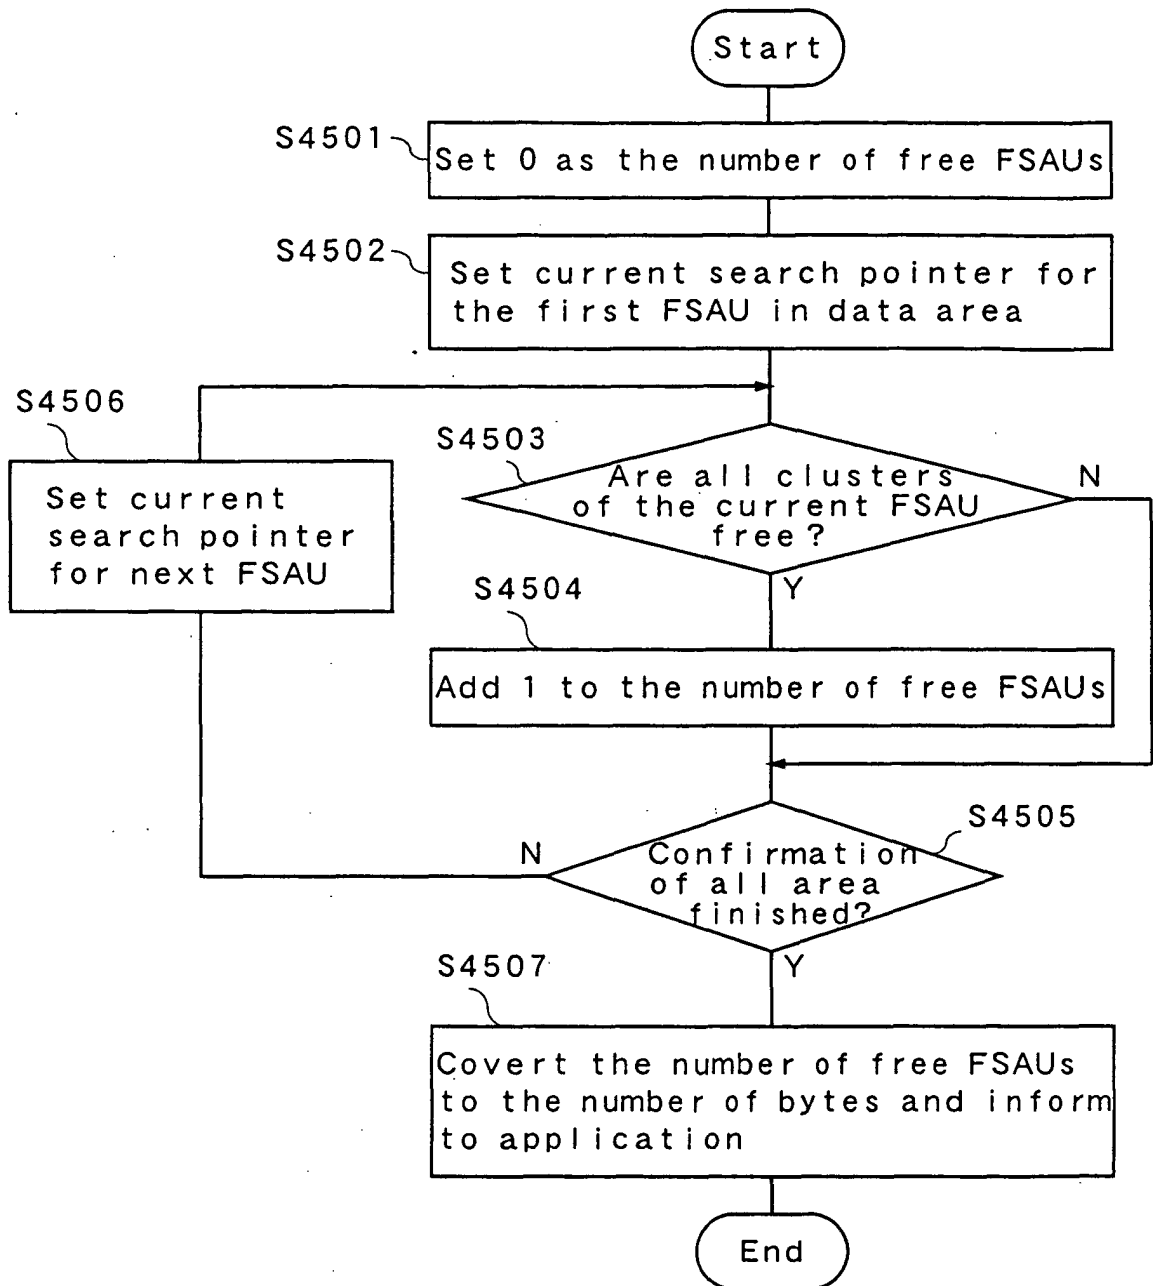 Start
S4501
Set 0 as the number of free FSAUs
S4502
Set current search pointer for
the first FSAU in data area
S4506
Set current
search pointer
for next FSAU
S4503
Are all clusters
of the current FSAU
free?
N
Y
S4504
Add 1 to the number of free FSAUs
S4505
N
Confirmation
of all area
finished?
Y
S4507
Covert the number of free FSAUs
to the number of bytes and inform
to application
End